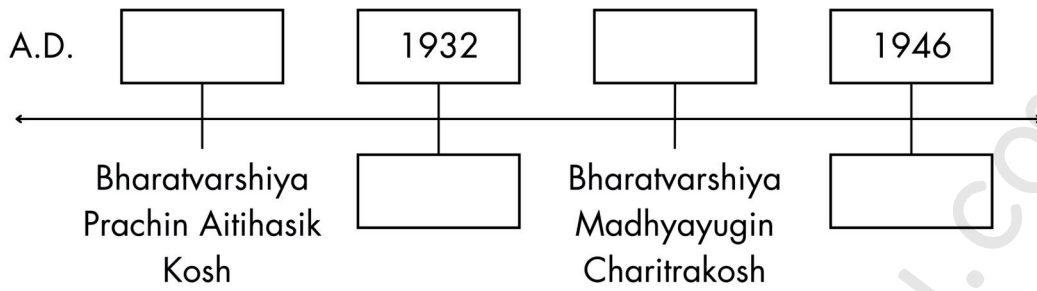 A.D. 1932 1946
Bharatvarshiya Bharatvarshiya
Prachin Aitihasik Madhyayugin
Kosh Charitrakosh